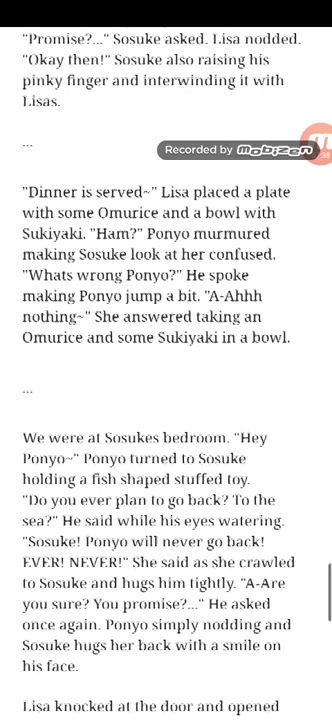 "Promise?..." Sosuke asked. Lisa nodded.
"Okay then!" Sosuke also raising his
pinky finger and interwinding it with
Lisas.
...
Recorded by mobizen
"Dinner is served~" Lisa placed a plate
with some Omurice and a bowl with
Sukiyaki. "Ham?" Ponyo murmured
making Sosuke look at her confused.
"Whats wrong Ponyo?" He spoke
making Ponyo jump a bit. "A-Ahhh
nothing~" She answered taking an
Omurice and some Sukiyaki in a bowl.
...
We were at Sosukes bedroom. "Hey
Ponyo~" Ponyo turned to Sosuke
holding a fish shaped stuffed toy.
"Do you ever plan to go back? To the
sea?" He said while his eyes watering.
"Sosuke! Ponyo will never go back!
EVER! NEVER!" She said as she crawled
to Sosuke and hugs him tightly. "A-Are
you sure? You promise?..." He asked
once again. Ponyo simply nodding and
Sosuke hugs her back with a smile on
his face.
Lisa knocked at the door and opened